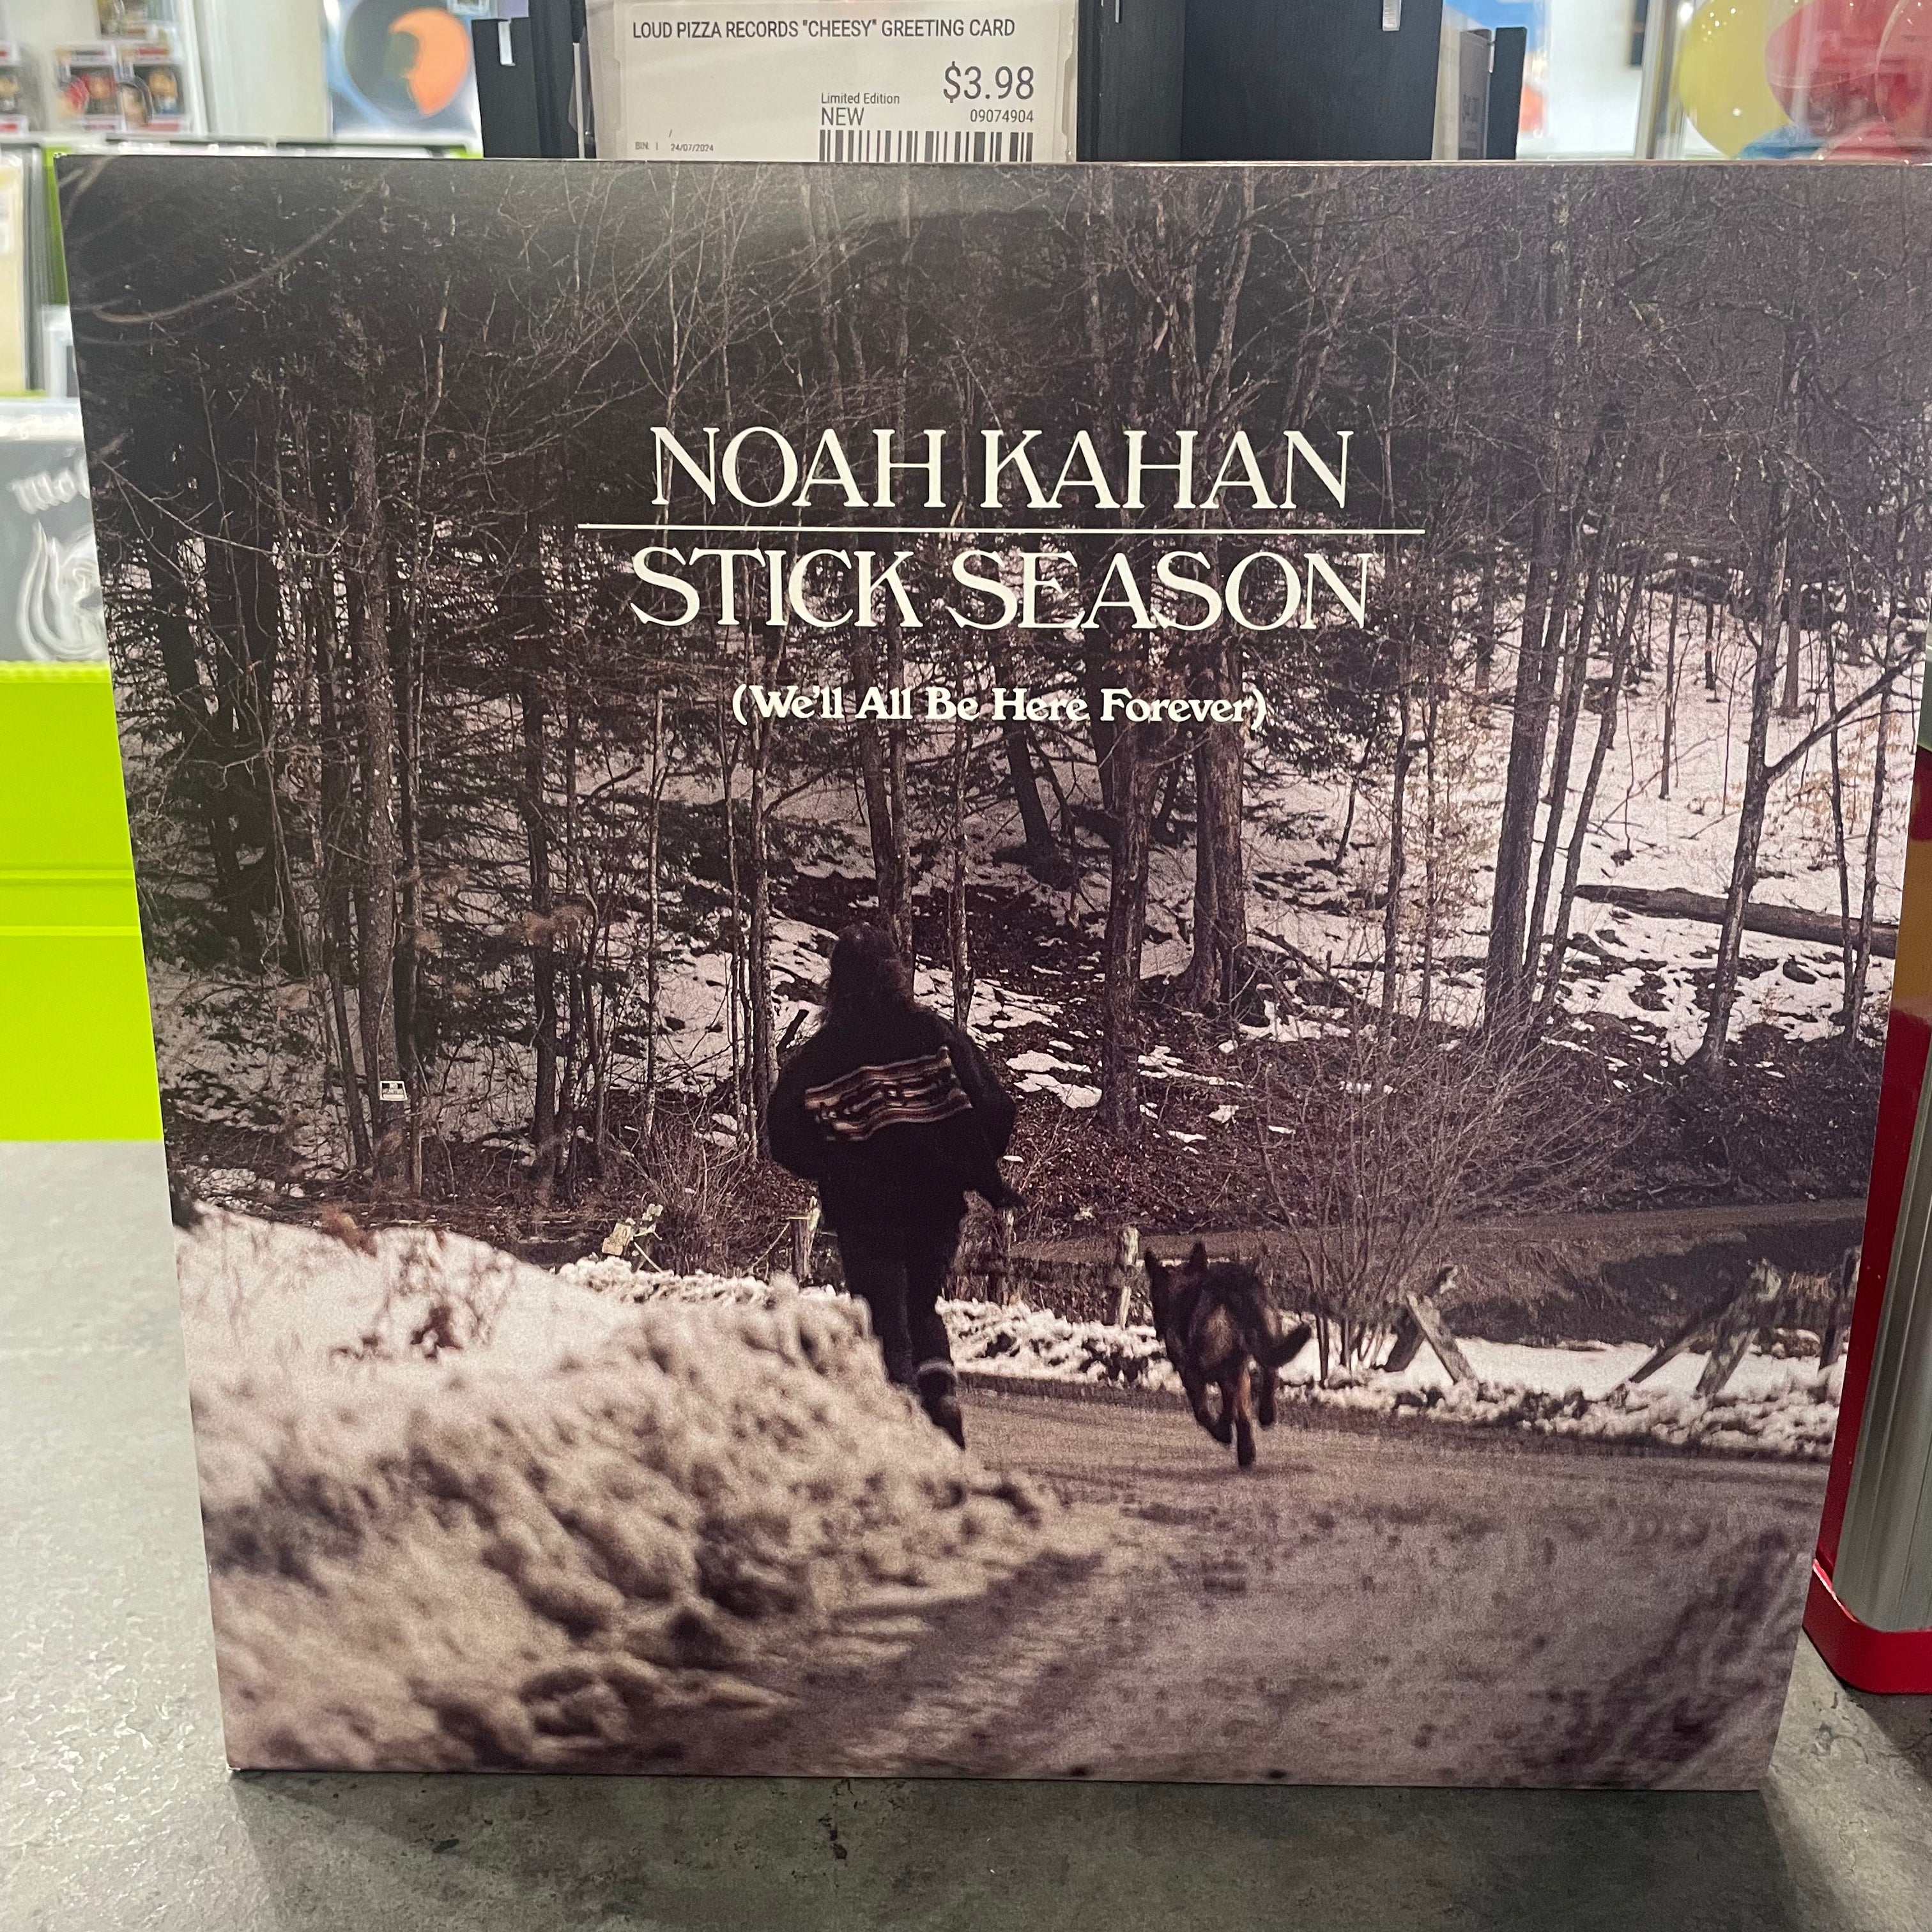 LOUD PIZZA RECORDS "CHEESY" GREETING CARD
$3.98
Limited Edition
NEW 09074904
BIN: 24/07/2024
NOAH KAHAN
STICK SEASON
(We'll All Be Here Forever)